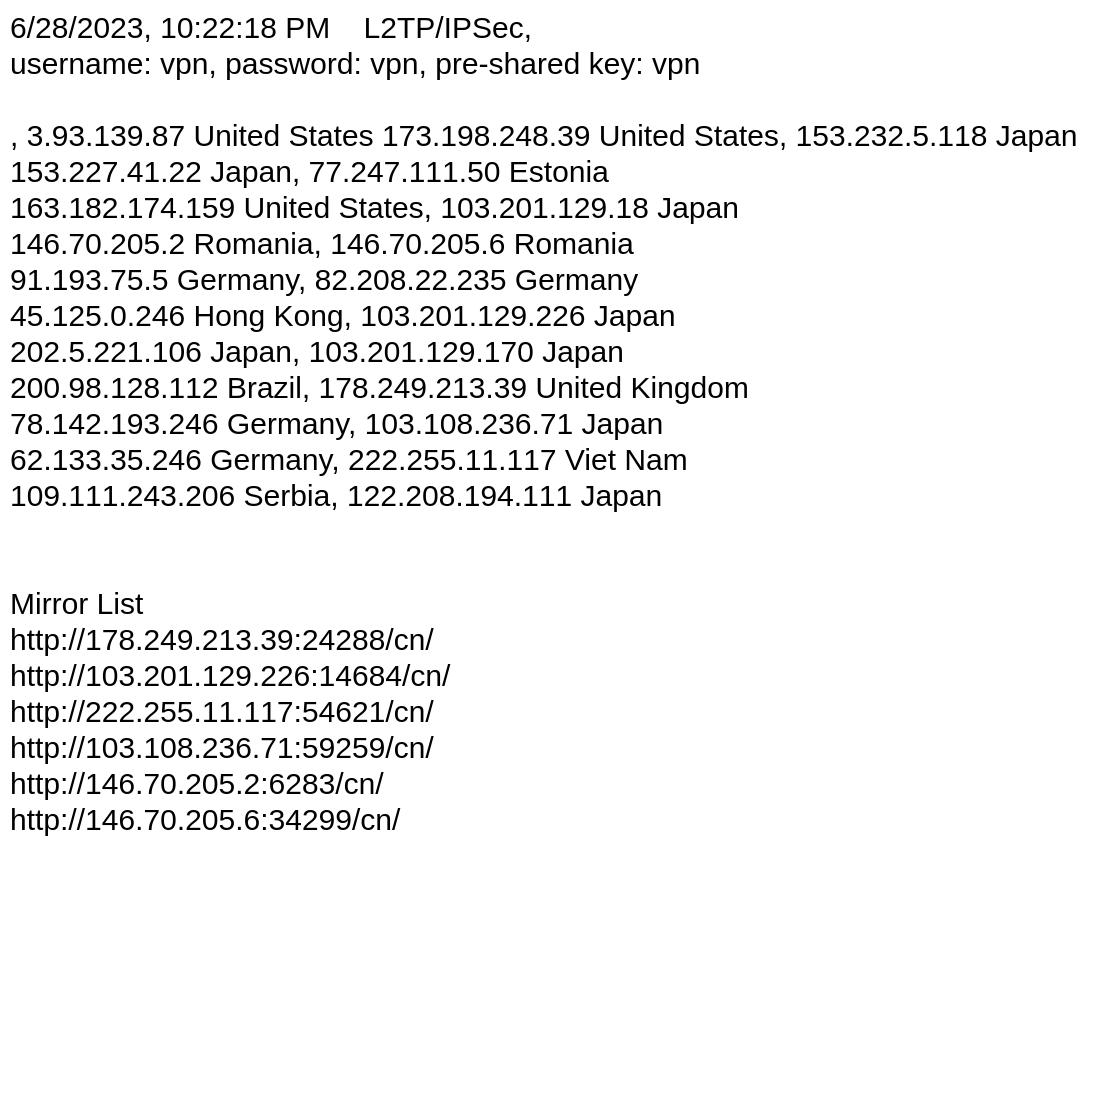 6/28/2023, 10:22:18 PM    L2TP/IPSec,
username: vpn, password: vpn, pre-shared key: vpn
, 3.93.139.87 United States 173.198.248.39 United States, 153.232.5.118 Japan
153.227.41.22 Japan, 77.247.111.50 Estonia
163.182.174.159 United States, 103.201.129.18 Japan
146.70.205.2 Romania, 146.70.205.6 Romania
91.193.75.5 Germany, 82.208.22.235 Germany
45.125.0.246 Hong Kong, 103.201.129.226 Japan
202.5.221.106 Japan, 103.201.129.170 Japan
200.98.128.112 Brazil, 178.249.213.39 United Kingdom
78.142.193.246 Germany, 103.108.236.71 Japan
62.133.35.246 Germany, 222.255.11.117 Viet Nam
109.111.243.206 Serbia, 122.208.194.111 Japan
Mirror List
http://178.249.213.39:24288/cn/
http://103.201.129.226:14684/cn/
http://222.255.11.117:54621/cn/
http://103.108.236.71:59259/cn/
http://146.70.205.2:6283/cn/
http://146.70.205.6:34299/cn/